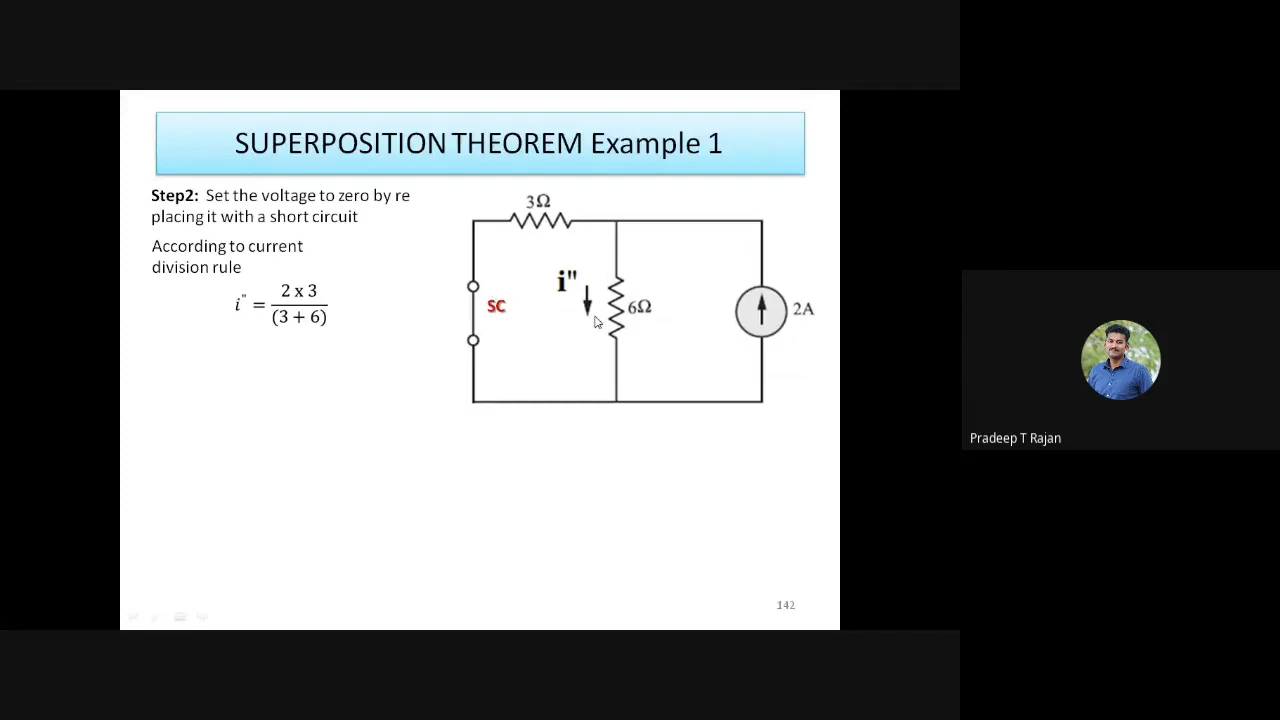 SUPERPOSITION THEOREM Example 1
Step2: Set the voltage to zero by re
placing it with a short circuit
According to current
division rule
i" = 2 x 3 / (3 + 6)
3Ω
i"
SC
6Ω
2A
142
Pradeep T Rajan